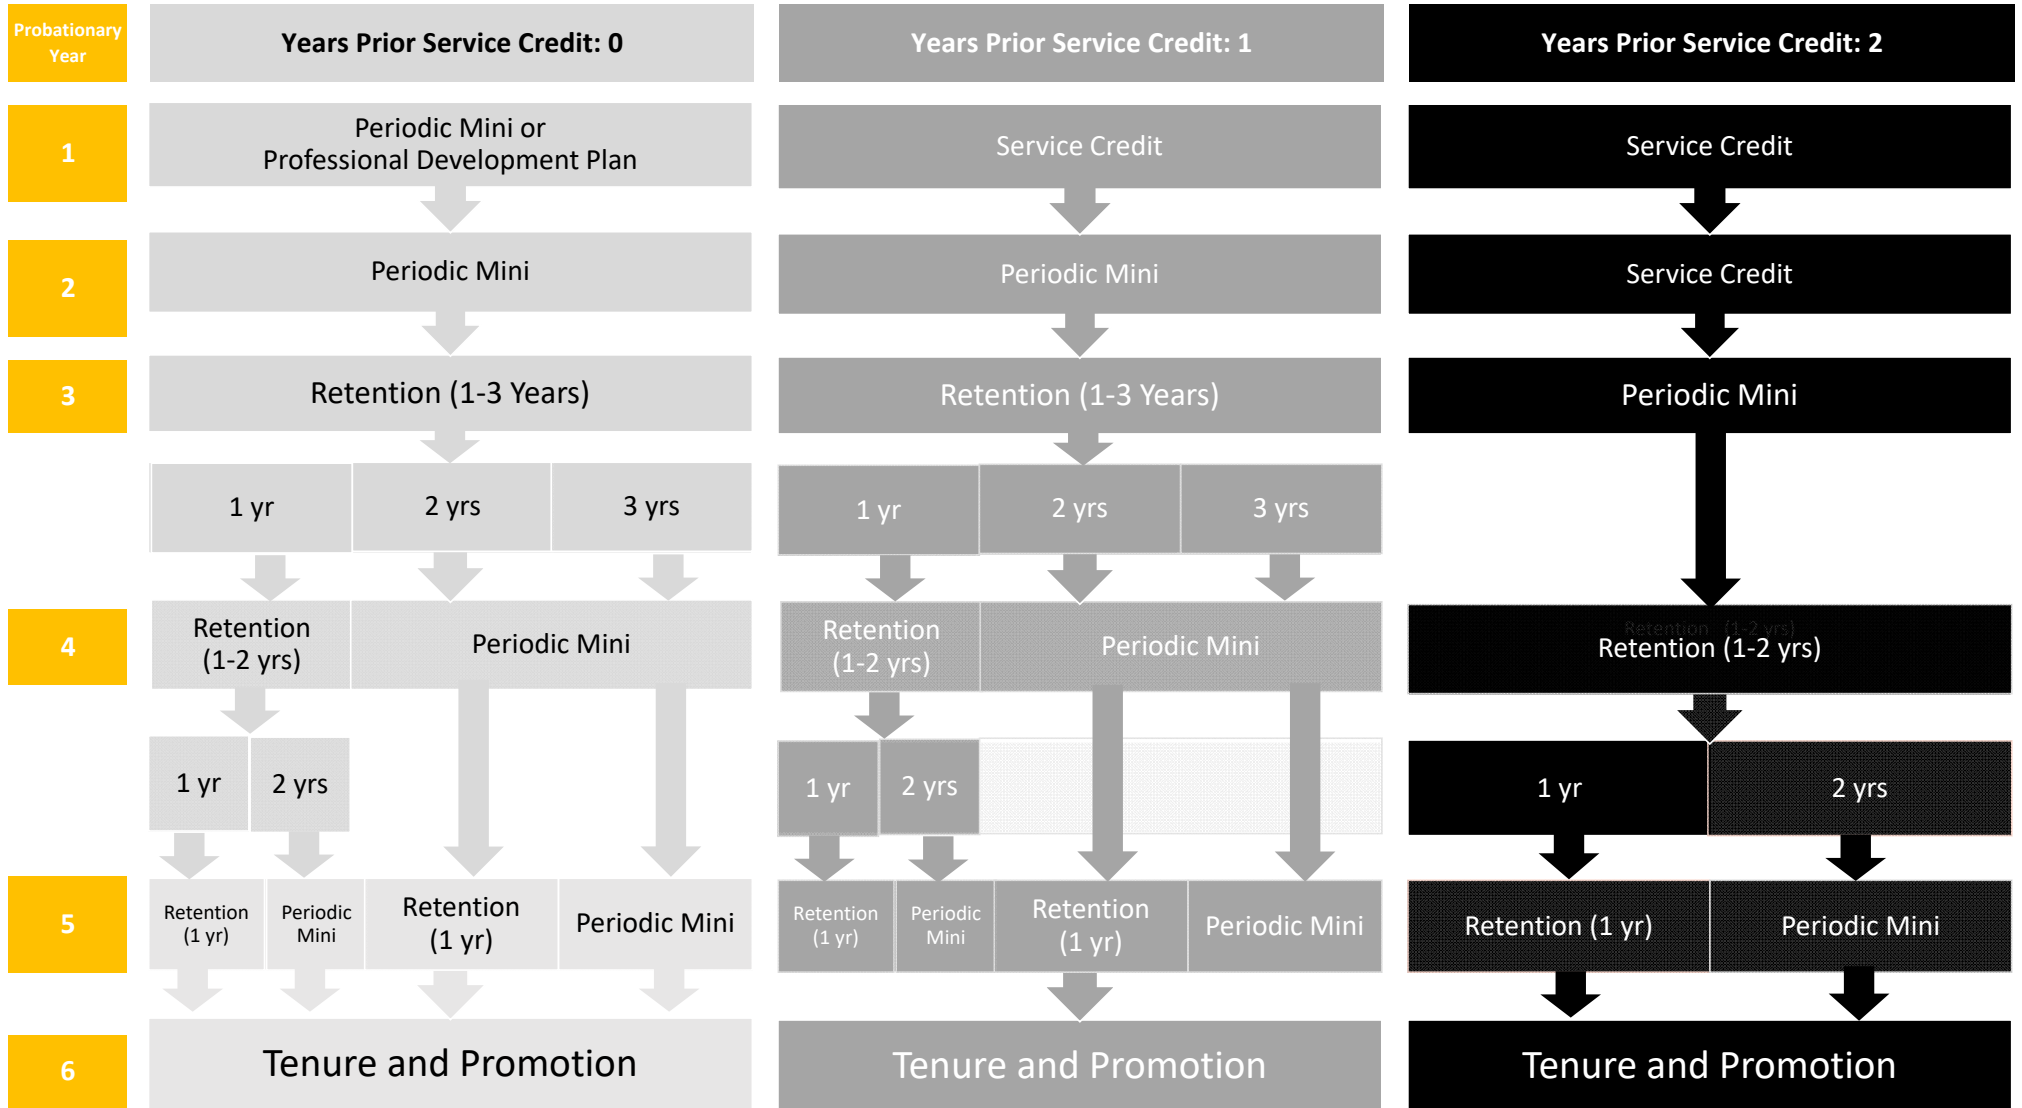 Probationary
Year
Years Prior Service Credit: 0
Years Prior Service Credit: 1
Years Prior Service Credit: 2
1
Periodic Mini or
Professional Development Plan
Service Credit
Service Credit
2
Periodic Mini
Periodic Mini
Service Credit
3
Retention (1-3 Years)
Retention (1-3 Years)
Periodic Mini
1 yr
2 yrs
3 yrs
1 yr
2 yrs
3 yrs
4
Retention
(1-2 yrs)
Periodic Mini
Retention
(1-2 yrs)
Periodic Mini
Retention (1-2 yrs)
Retention (1-2 yrs)
1 yr
2 yrs
1 yr
2 yrs
1 yr
2 yrs
5
Retention
(1 yr)
Periodic
Mini
Retention
(1 yr)
Periodic Mini
Retention
(1 yr)
Periodic
Mini
Retention
(1 yr)
Periodic Mini
Retention (1 yr)
Periodic Mini
6
Tenure and Promotion
Tenure and Promotion
Tenure and Promotion